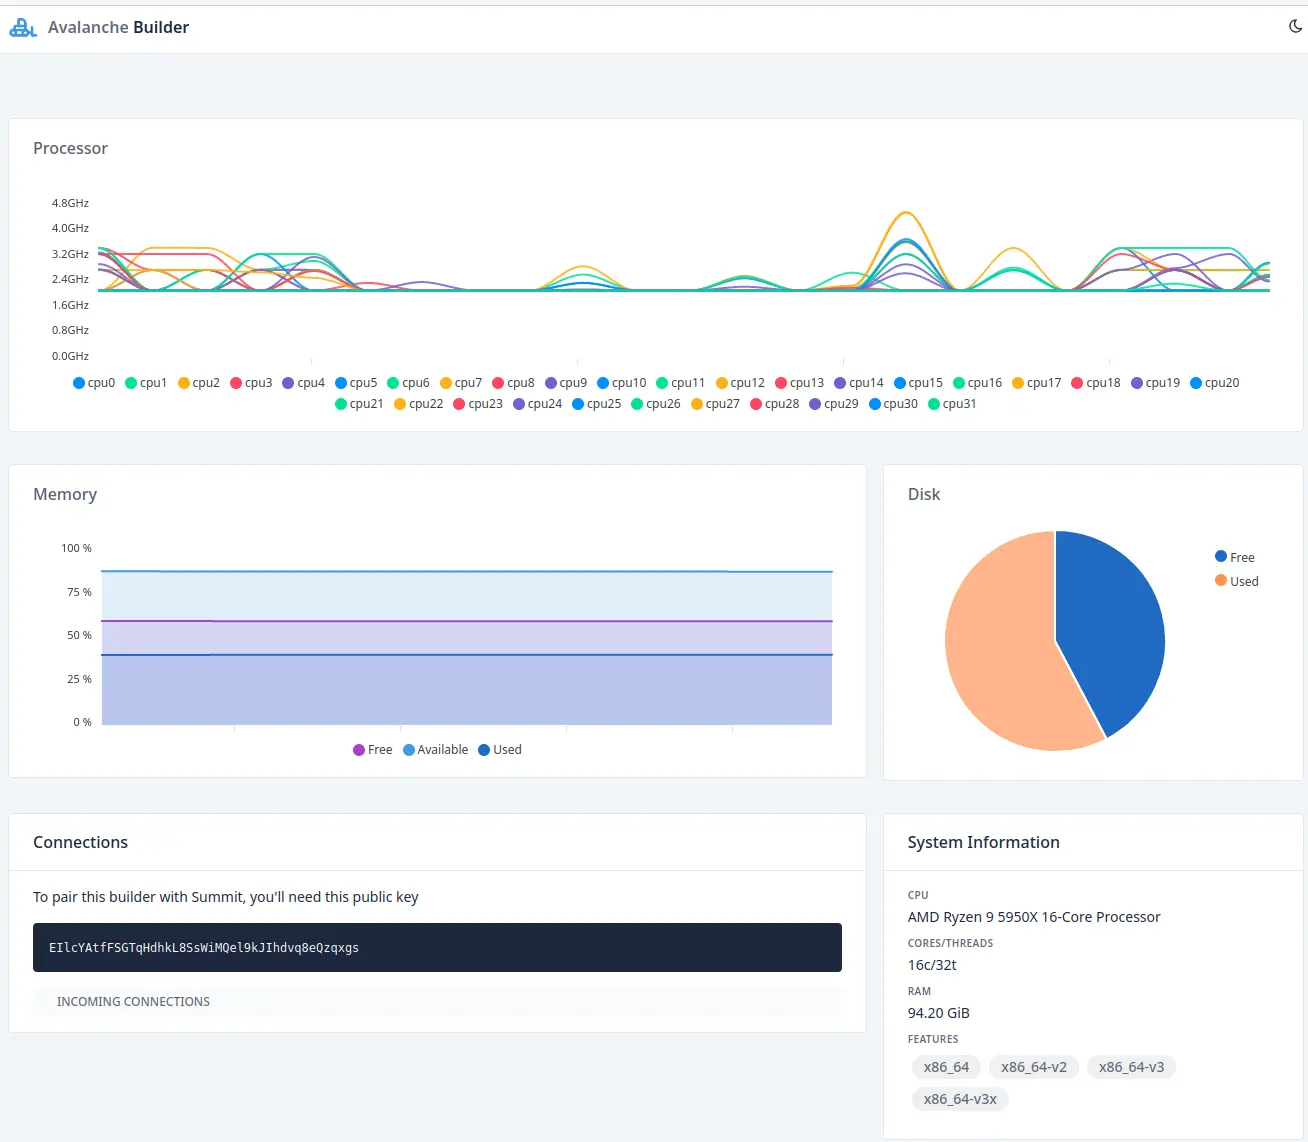 Avalanche Builder
Processor
4.8GHz
4.0GHz
3.2GHz
2.4GHz
1.6GHz
0.8GHz
0.0GHz
cpu0 cpu1 cpu2 cpu3 cpu4 cpu5 cpu6 cpu7 cpu8 cpu9 cpu10 cpu11 cpu12 cpu13 cpu14 cpu15 cpu16 cpu17 cpu18 cpu19 cpu20
cpu21 cpu22 cpu23 cpu24 cpu25 cpu26 cpu27 cpu28 cpu29 cpu30 cpu31
Memory
100 %
75 %
50 %
25 %
0 %
Free Available Used
Disk
Free
Used
Connections
To pair this builder with Summit, you'll need this public key
EIlcYAtfFSGTqHdhkL8SsWiMQel9kJIhdvq8eQzqxgs
INCOMING CONNECTIONS
System Information
CPU
AMD Ryzen 9 5950X 16-Core Processor
CORES/THREADS
16c/32t
RAM
94.20 GiB
FEATURES
x86_64 x86_64-v2 x86_64-v3
x86_64-v3x